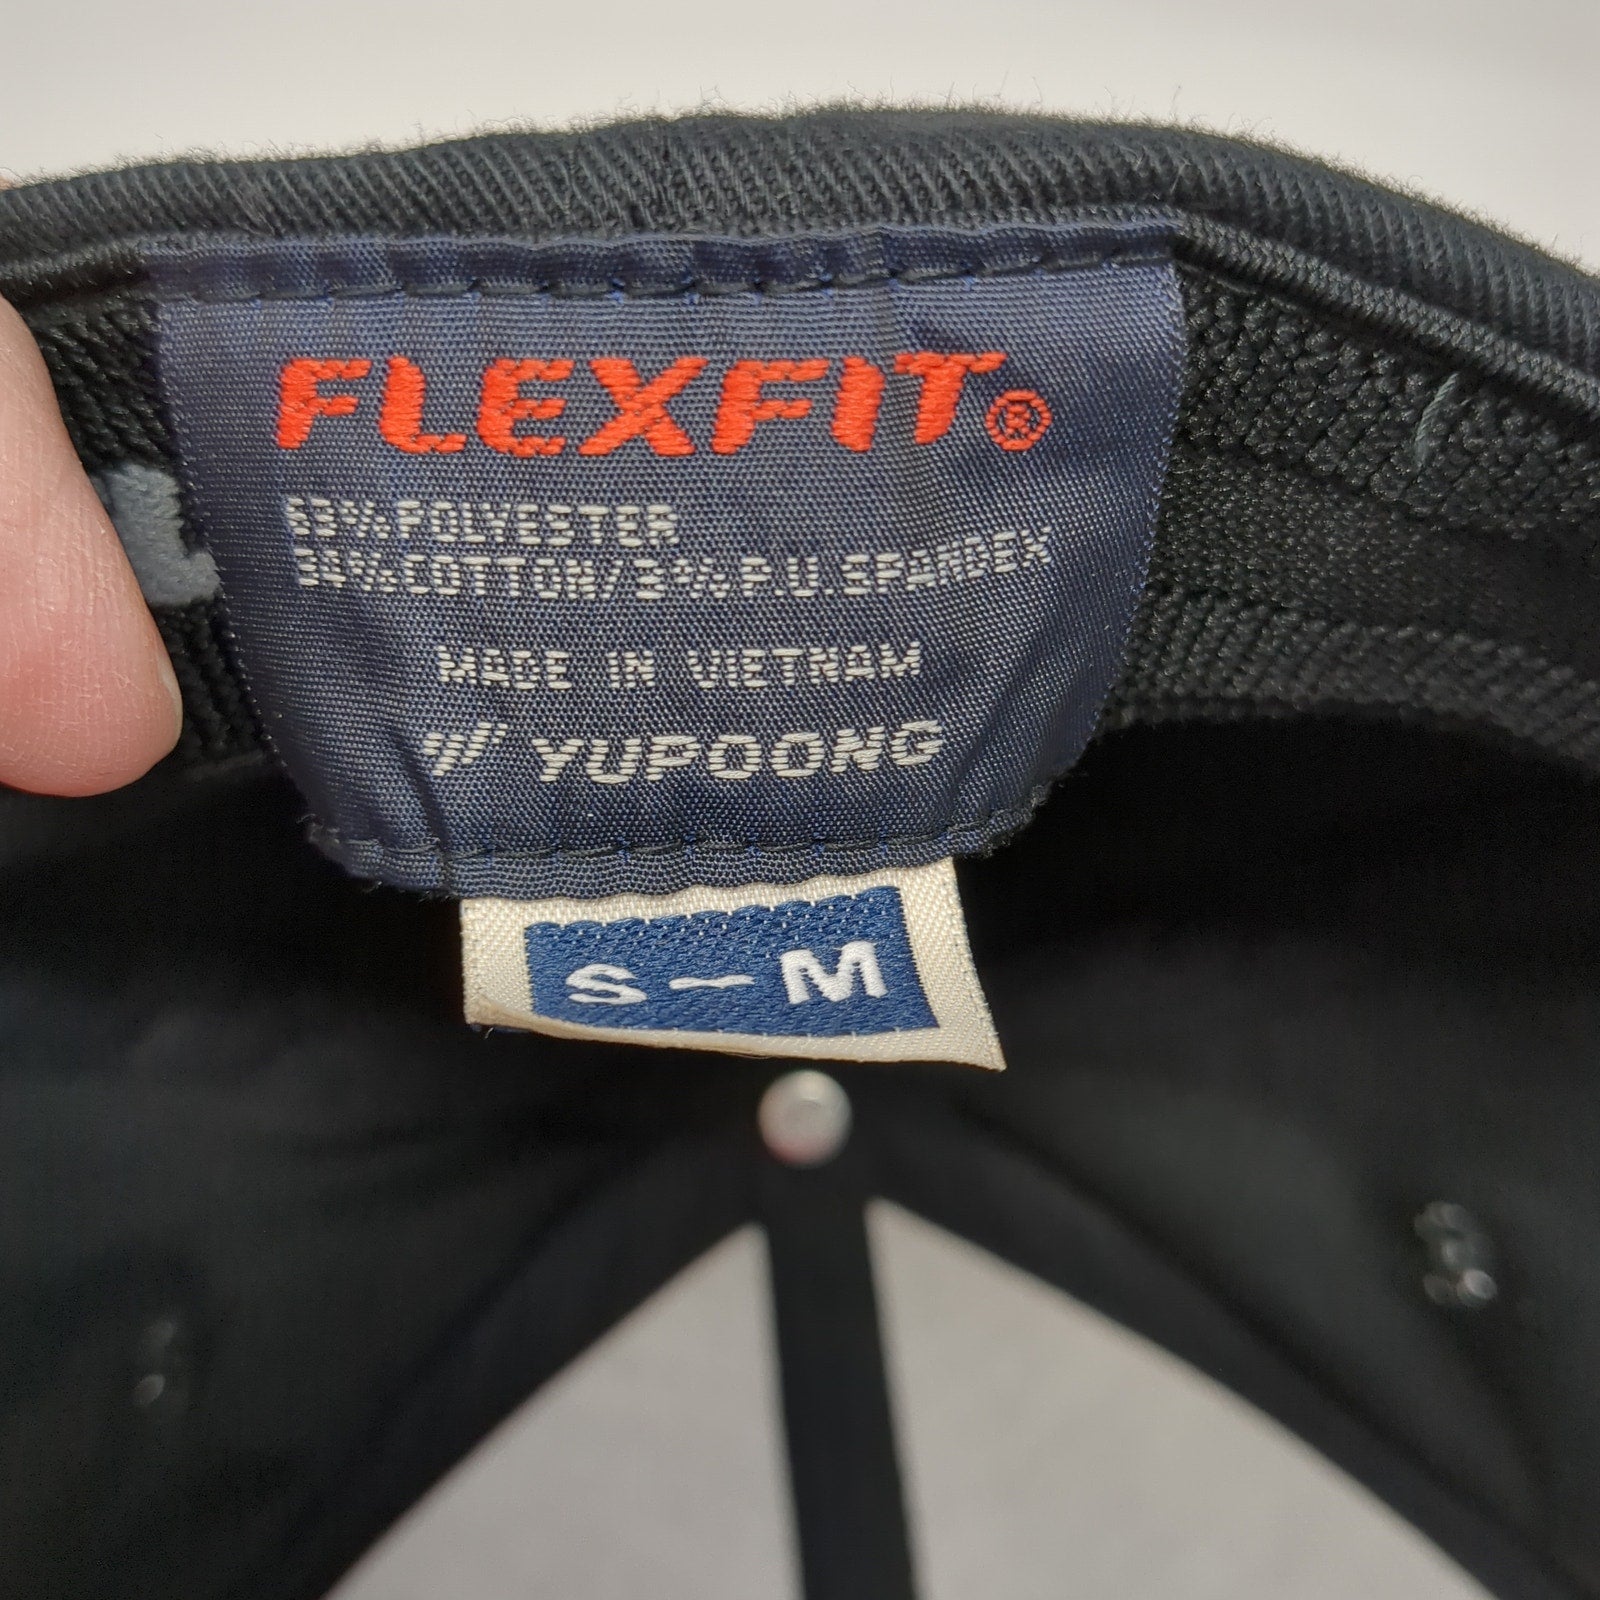 FLEXFIT®
63%POLYESTER
34%COTTON/3%P.U.SPANDEX
MADE IN VIETNAM
YUPOONG
S~M